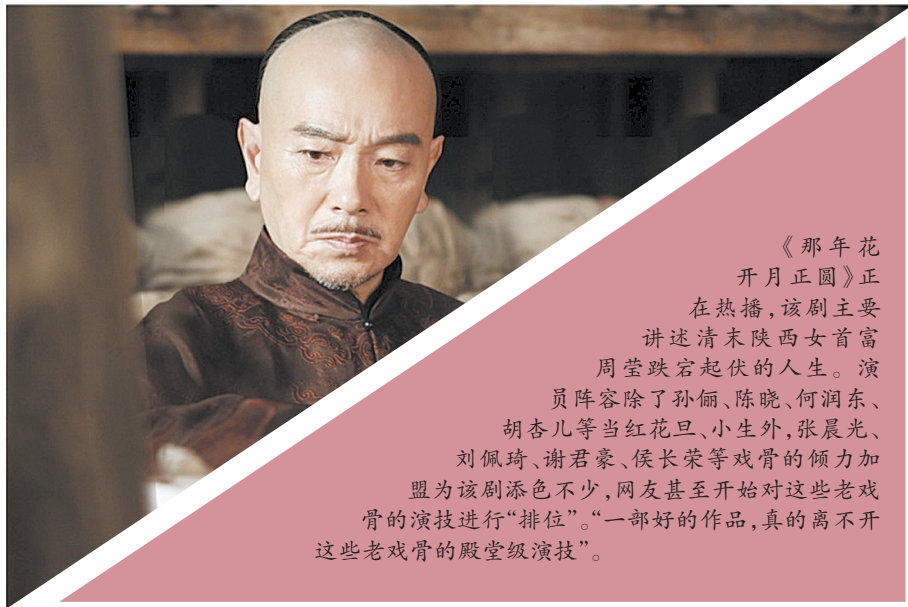 《那年花
开月正圆》正
在热播,该剧主要
讲述清末陕西女首富
周莹跌宕起伏的人生。演
员阵容除了孙俪、陈晓、何润东、
胡杏儿等当红花旦、小生外,张晨光、
刘佩琦、谢君豪、侯长荣等戏骨的倾力加
盟为该剧添色不少,网友甚至开始对这些老戏
骨的演技进行“排位”。“一部好的作品,真的离不开
这些老戏骨的殿堂级演技”。